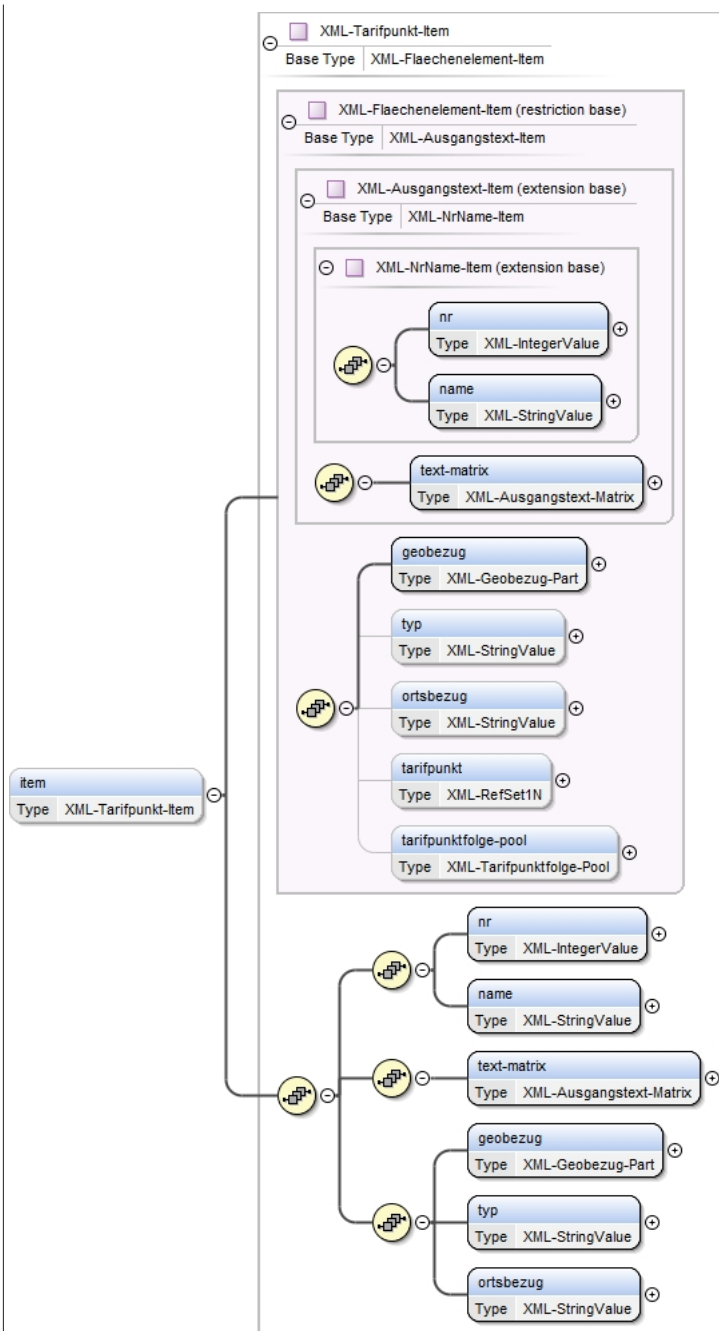 XML-Tarifpunkt-Item
Base Type XML-Flaechenelement-Item
XML-Flaechenelement-Item (restriction base)
Base Type XML-Ausgangstext-Item
XML-Ausgangstext-Item (extension base)
Base Type XML-NrName-Item
XML-NrName-Item (extension base)
nr
Type XML-IntegerValue
name
Type XML-StringValue
text-matrix
Type XML-Ausgangstext-Matrix
geobezug
Type XML-Geobezug-Part
typ
Type XML-StringValue
ortsbezug
Type XML-StringValue
tarifpunkt
Type XML-RefSet1N
tarifpunktfolge-pool
Type XML-Tarifpunktfolge-Pool
item
Type XML-Tarifpunkt-Item
nr
Type XML-IntegerValue
name
Type XML-StringValue
text-matrix
Type XML-Ausgangstext-Matrix
geobezug
Type XML-Geobezug-Part
typ
Type XML-StringValue
ortsbezug
Type XML-StringValue